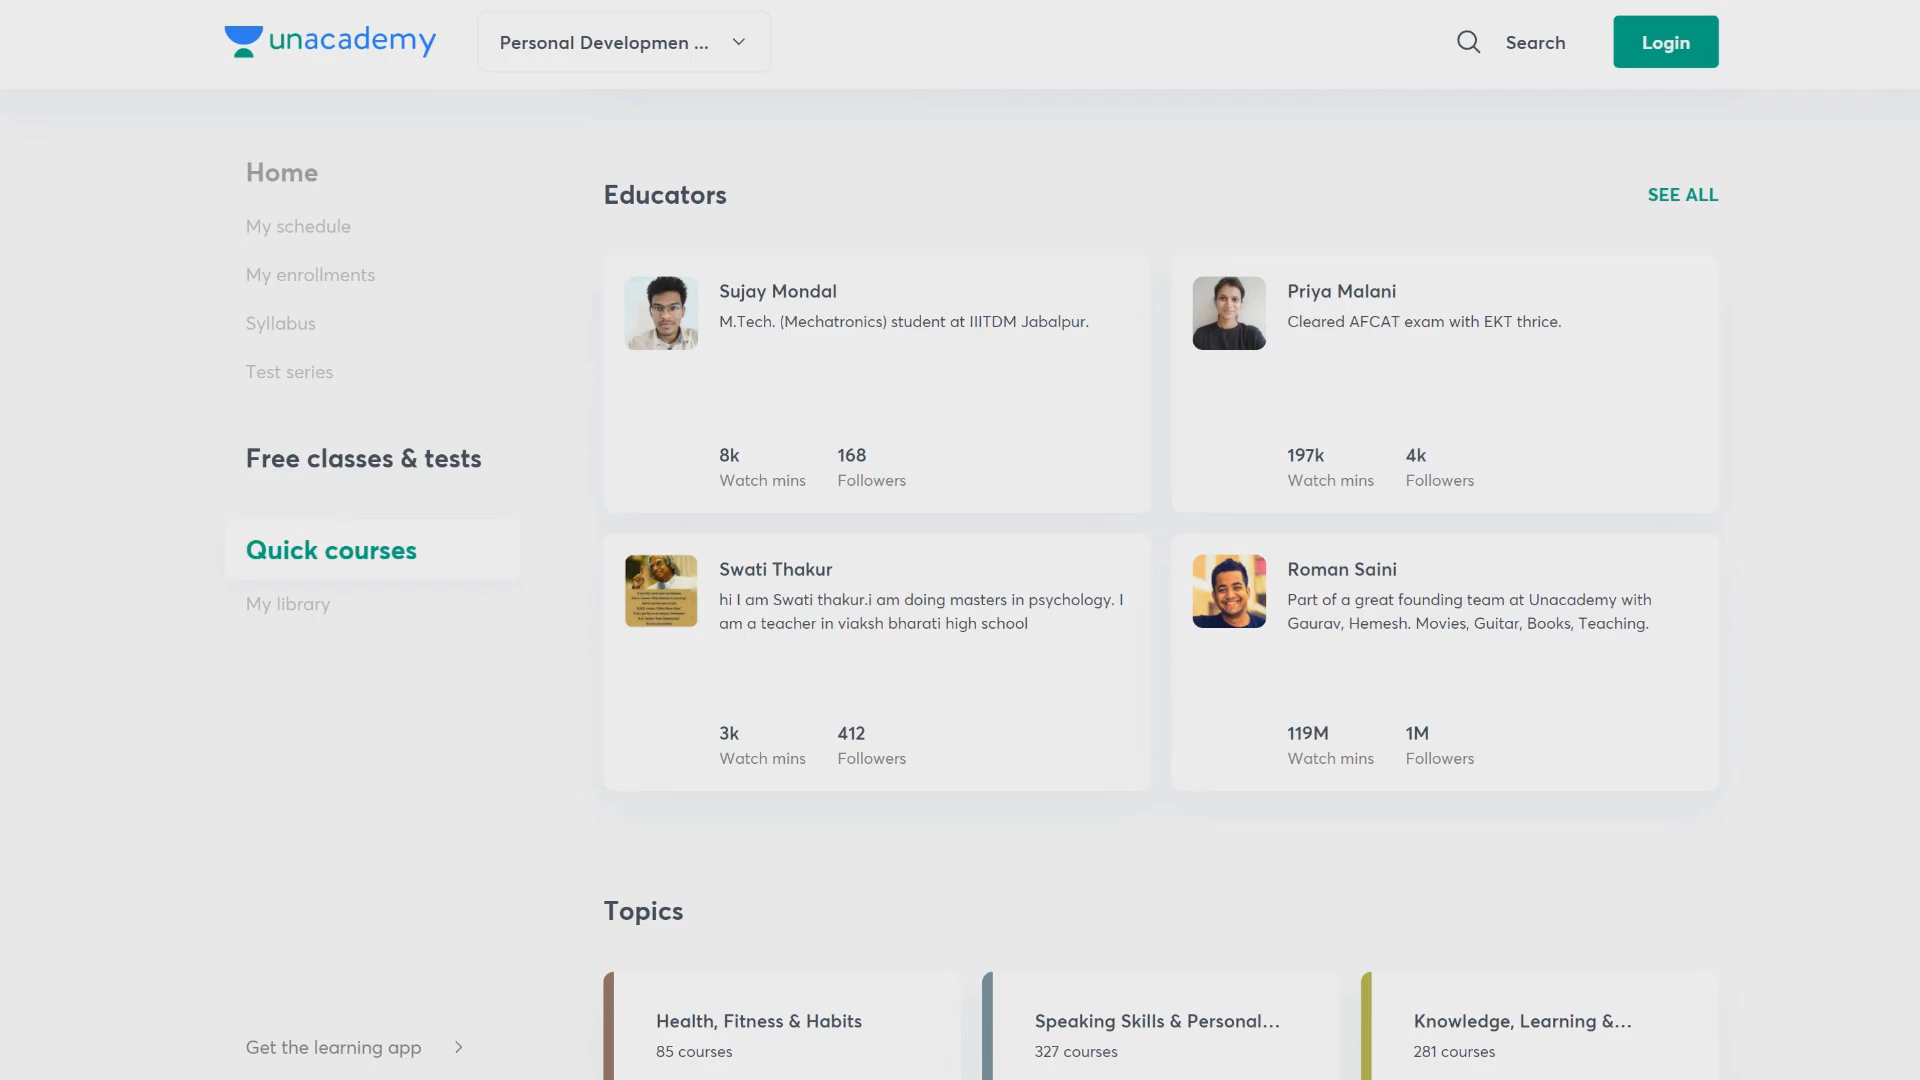 unacademy
Personal Developmen ...
Search
Login
Home
My schedule
My enrollments
Syllabus
Test series
Free classes & tests
Quick courses
My library
Get the learning app
Educators
SEE ALL
Sujay Mondal
M.Tech. (Mechatronics) student at IIITDM Jabalpur.
8k
168
Watch mins
Followers
Priya Malani
Cleared AFCAT exam with EKT thrice.
197k
4k
Watch mins
Followers
Swati Thakur
hi I am Swati thakur.i am doing masters in psychology. I
am a teacher in viaksh bharati high school
3k
412
Watch mins
Followers
Roman Saini
Part of a great founding team at Unacademy with
Gaurav, Hemesh. Movies, Guitar, Books, Teaching.
119M
1M
Watch mins
Followers
Topics
Health, Fitness & Habits
85 courses
Speaking Skills & Personal...
327 courses
Knowledge, Learning &...
281 courses